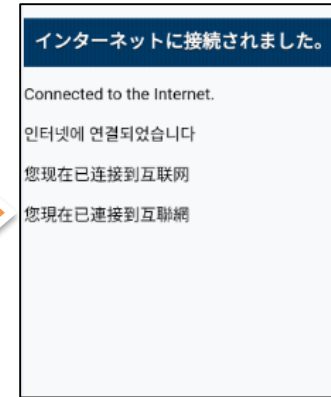 インターネットに接続されました。
Connected to the Internet.
인터넷에 연결되었습니다
您现在已连接到互联网
您現在已連接到互聯網